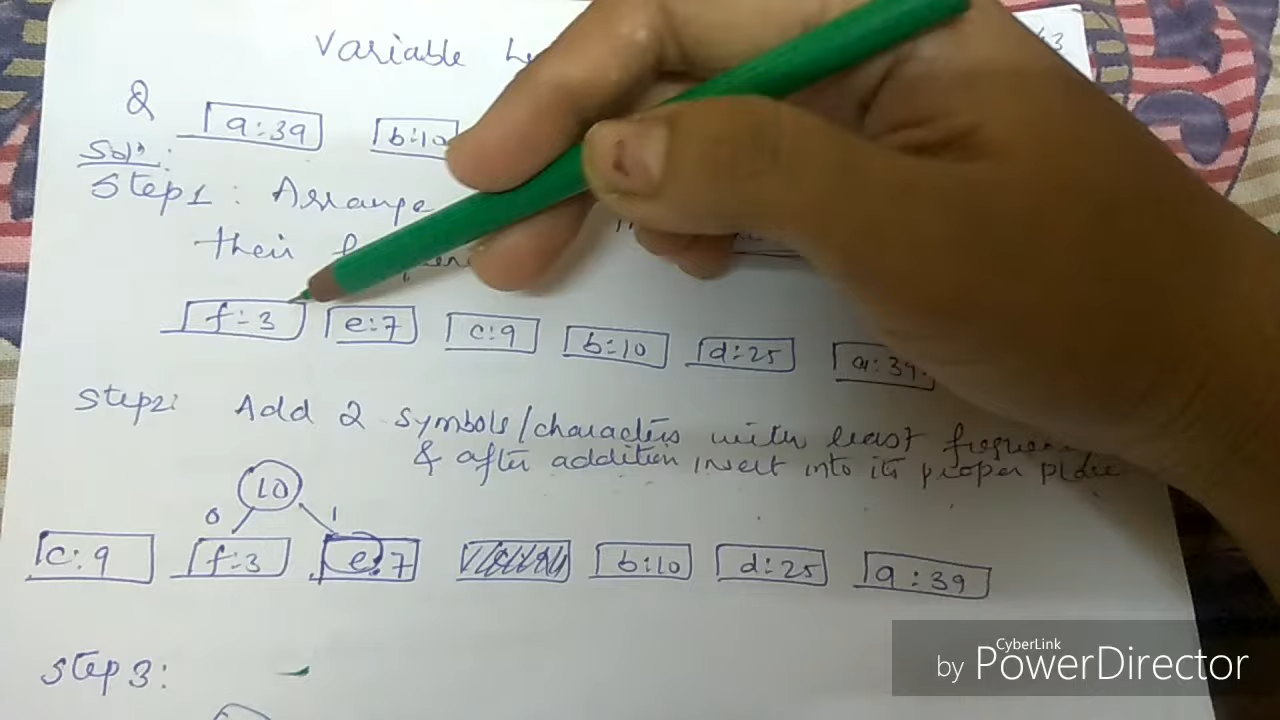 Variable
Q a:39 b:10
Sol^n:
Step1: Arrange
their
f:3 e:7 c:9 b:10 d:25 a:39
Step2: Add 2 symbols/characters with least
& after addition insert into its proper place
10
0 1
c:9 f:3 e:7 b:10 d:25 a:39
Step3:
CyberLink
by PowerDirector